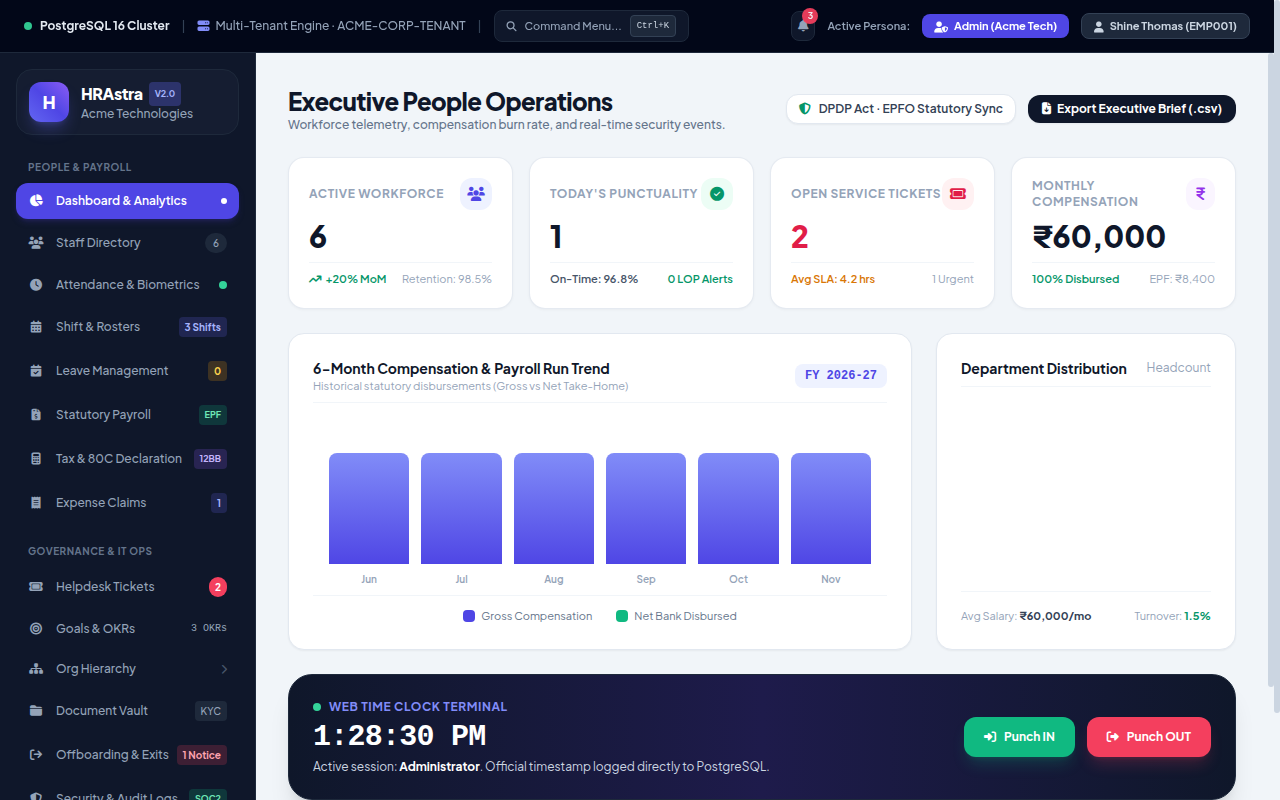 PostgreSQL 16 Cluster
Multi-Tenant Engine · ACME-CORP-TENANT
Command Menu... Ctrl+K
3
Active Persona:
Admin (Acme Tech)
Shine Thomas (EMP001)
H
HRAstra V2.0
Acme Technologies
PEOPLE & PAYROLL
Dashboard & Analytics
Staff Directory 6
Attendance & Biometrics
Shift & Rosters 3 Shifts
Leave Management 0
Statutory Payroll EPF
Tax & 80C Declaration 12BB
Expense Claims 1
GOVERNANCE & IT OPS
Helpdesk Tickets 2
Goals & OKRs 3 OKRs
Org Hierarchy
Document Vault KYC
Offboarding & Exits 1 Notice
Security & Audit Logs SOC2
Executive People Operations
Workforce telemetry, compensation burn rate, and real-time security events.
DPDP Act · EPFO Statutory Sync
Export Executive Brief (.csv)
ACTIVE WORKFORCE
6
+20% MoM Retention: 98.5%
TODAY'S PUNCTUALITY
1
On-Time: 96.8% 0 LOP Alerts
OPEN SERVICE TICKETS
2
Avg SLA: 4.2 hrs 1 Urgent
MONTHLY
COMPENSATION
₹
₹60,000
100% Disbursed EPF: ₹8,400
6-Month Compensation & Payroll Run Trend
Historical statutory disbursements (Gross vs Net Take-Home)
FY 2026-27
Jun Jul Aug Sep Oct Nov
Gross Compensation Net Bank Disbursed
Department Distribution Headcount
Avg Salary: ₹60,000/mo Turnover: 1.5%
WEB TIME CLOCK TERMINAL
1:28:30 PM
Active session: Administrator. Official timestamp logged directly to PostgreSQL.
Punch IN
Punch OUT